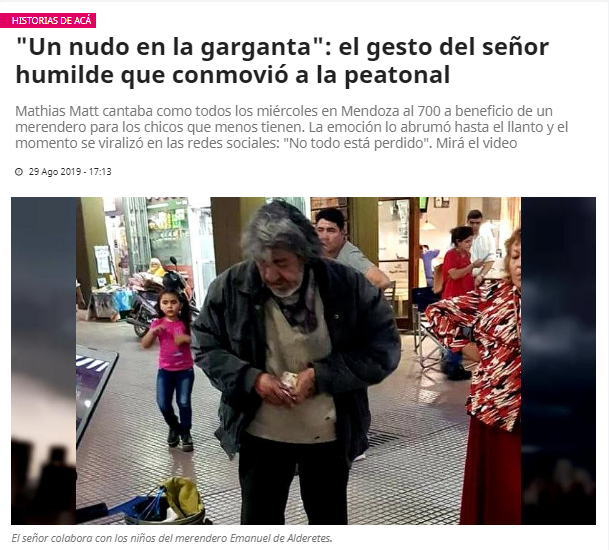 HISTORIAS DE ACÁ
"Un nudo en la garganta": el gesto del señor
humilde que conmovió a la peatonal
Mathias Matt cantaba como todos los miércoles en Mendoza al 700 a beneficio de un
merendero para los chicos que menos tienen. La emoción lo abrumó hasta el llanto y el
momento se viralizó en las redes sociales: "No todo está perdido". Mirá el video
29 Ago 2019 - 17:13
El señor colabora con los niños del merendero Emanuel de Alderetes.